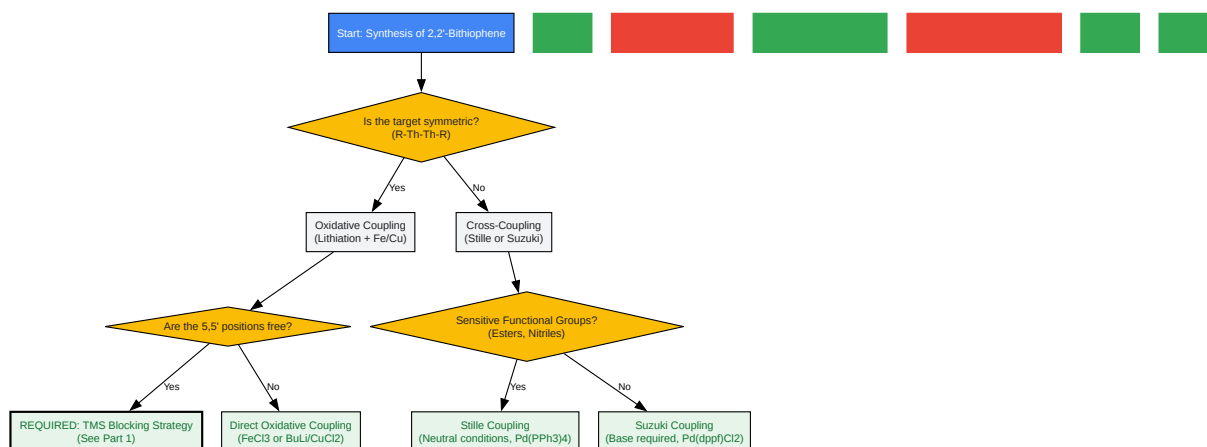 Start: Synthesis of 2,2'-Bithiophene
Is the target symmetric?
(R-Th-Th-R)
Yes
No
Oxidative Coupling
(Lithiation + Fe/Cu)
Cross-Coupling
(Stille or Suzuki)
Are the 5,5' positions free?
Sensitive Functional Groups?
(Esters, Nitriles)
Yes
No
Yes
No
REQUIRED: TMS Blocking Strategy
(See Part 1)
Direct Oxidative Coupling
(FeCl3 or BuLi/CuCl2)
Stille Coupling
(Neutral conditions, Pd(PPh3)4)
Suzuki Coupling
(Base required, Pd(dppf)Cl2)